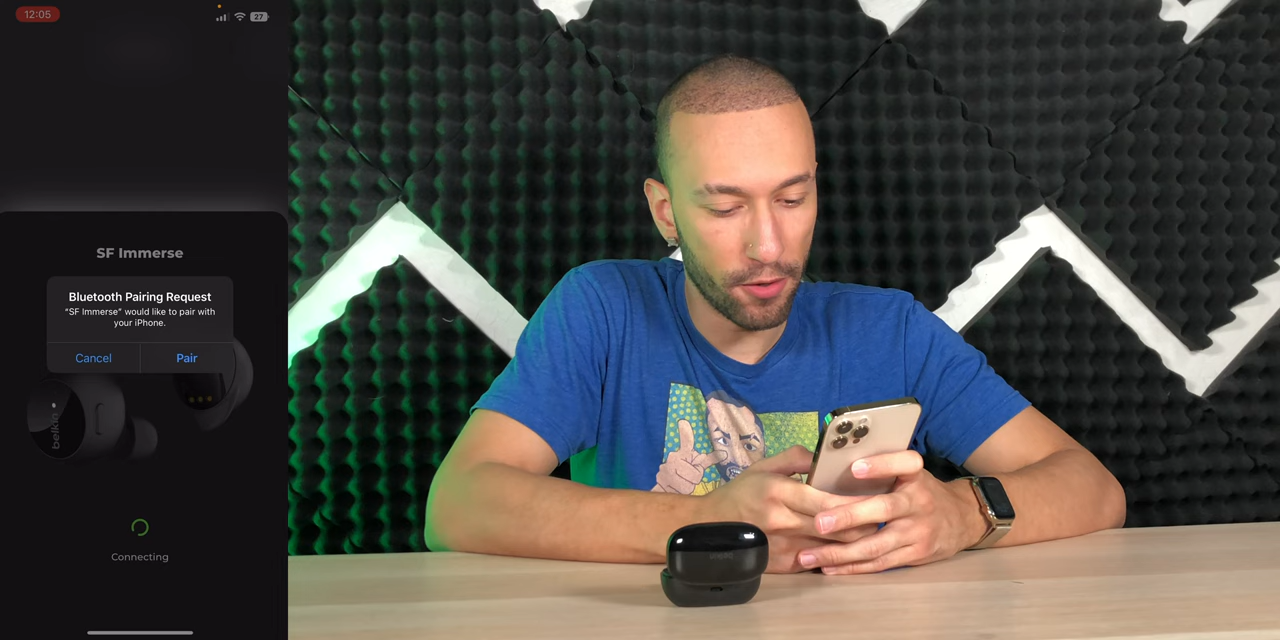 12:05
27
SF Immerse
Bluetooth Pairing Request
“SF Immerse” would like to pair with
your iPhone.
Cancel
Pair
belkin
Connecting